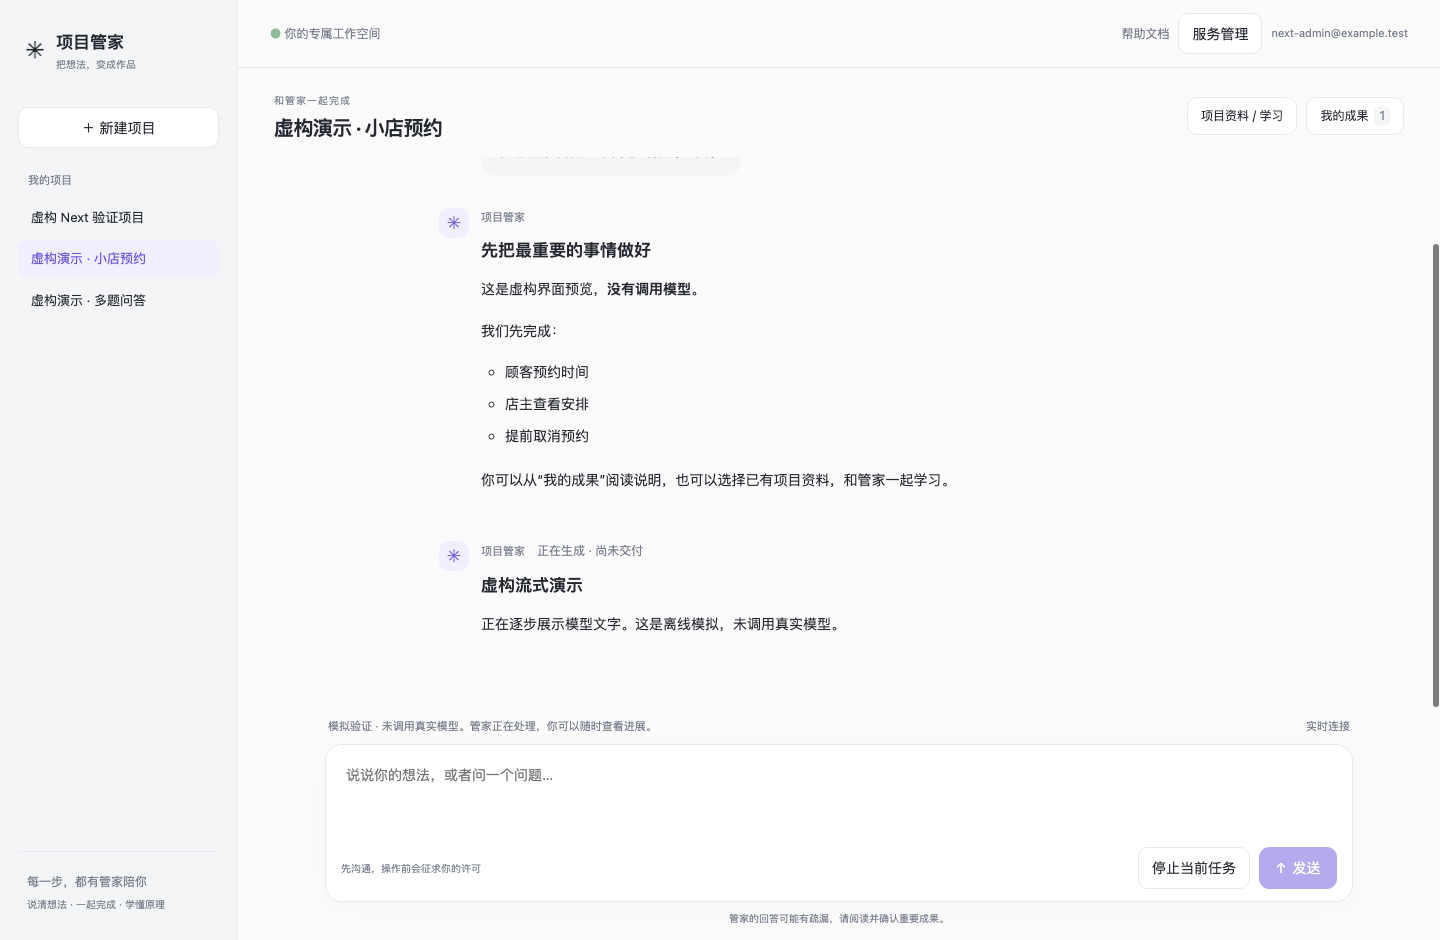 项目管家
把想法，变成作品
+ 新建项目
我的项目
虚构 Next 验证项目
虚构演示 · 小店预约
虚构演示 · 多题问答
每一步，都有管家陪你
说清想法 · 一起完成 · 学懂原理
你的专属工作空间
帮助文档
服务管理
next-admin@example.test
和管家一起完成
虚构演示 · 小店预约
项目资料 / 学习
我的成果 1
项目管家
先把最重要的事情做好
这是虚构界面预览，没有调用模型。
我们先完成：
顾客预约时间
店主查看安排
提前取消预约
你可以从“我的成果”阅读说明，也可以选择已有项目资料，和管家一起学习。
项目管家 正在生成 · 尚未交付
虚构流式演示
正在逐步展示模型文字。这是离线模拟，未调用真实模型。
模拟验证 · 未调用真实模型。管家正在处理，你可以随时查看进展。
实时连接
说说你的想法，或者问一个问题...
先沟通，操作前会征求你的许可
停止当前任务
↑ 发送
管家的回答可能有疏漏，请阅读并确认重要成果。